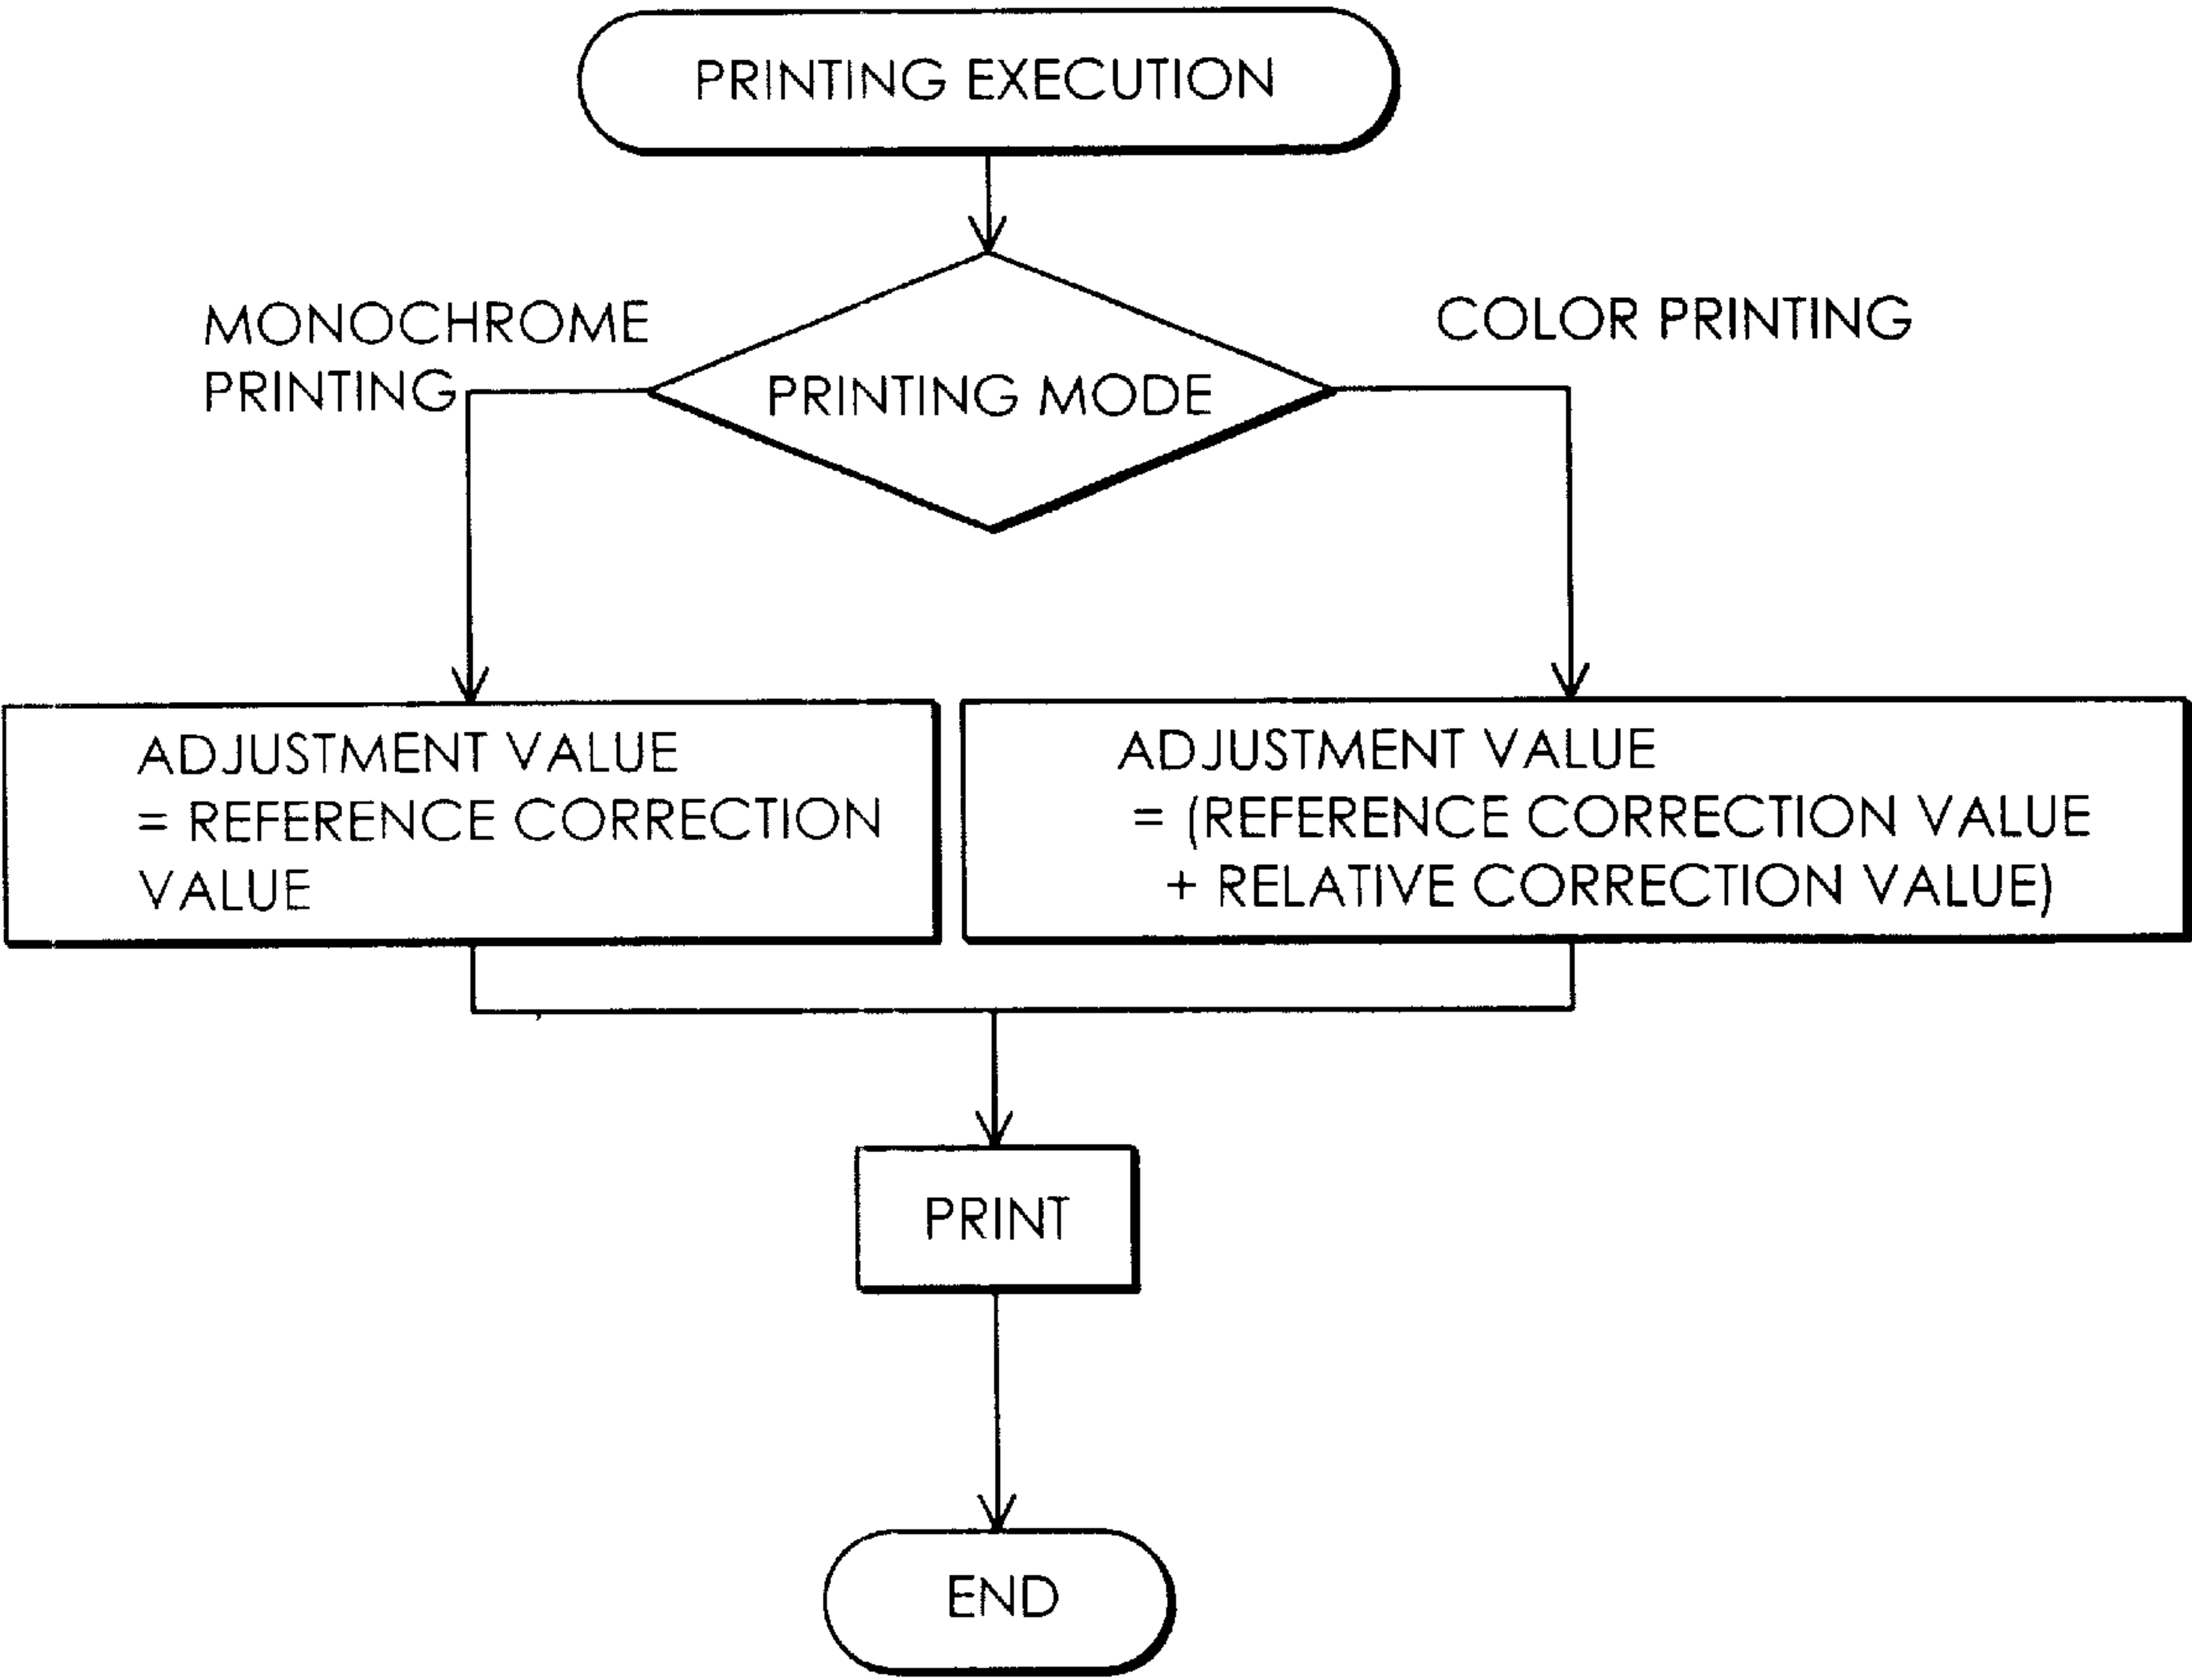 PRINTING EXECUTION
MONOCHROME
PRINTING
COLOR PRINTING
PRINTING MODE
ADJUSTMENT VALUE
= REFERENCE CORRECTION
VALUE
ADJUSTMENT VALUE
= (REFERENCE CORRECTION VALUE
+ RELATIVE CORRECTION VALUE)
PRINT
END